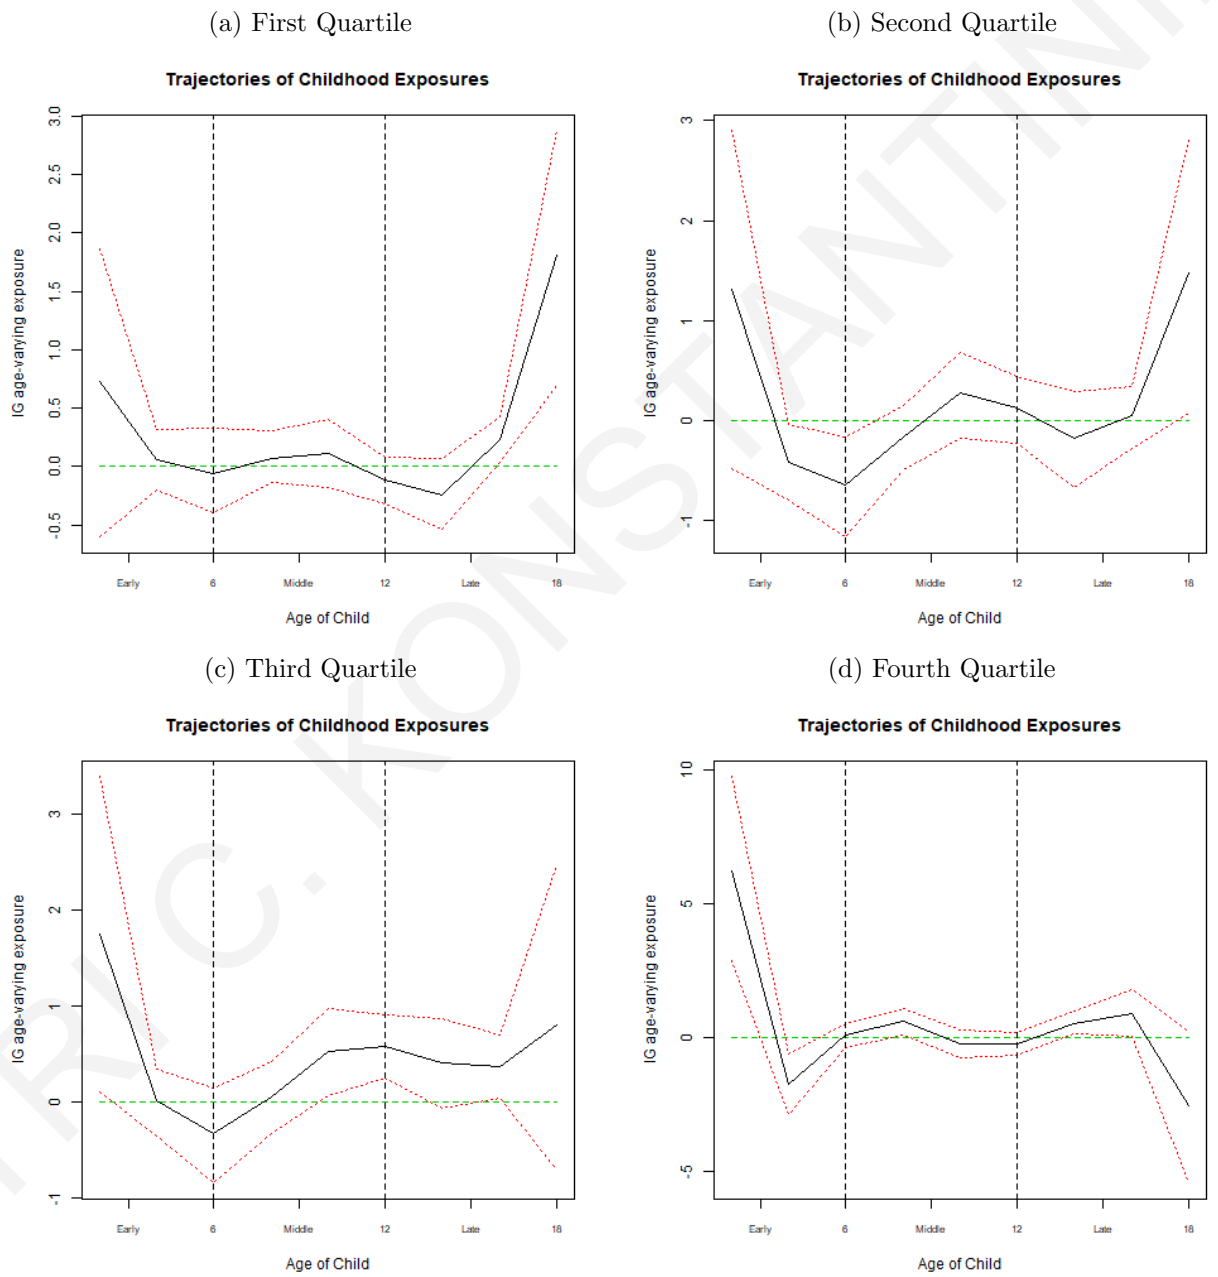 (a) First Quartile
Trajectories of Childhood Exposures
IG age-varying exposure
-0.5 0.0 0.5 1.0 1.5 2.0 2.5 3.0
Early 6 Middle 12 Late 18
Age of Child
(b) Second Quartile
Trajectories of Childhood Exposures
IG age-varying exposure
-1 0 1 2 3
Early 6 Middle 12 Late 18
Age of Child
(c) Third Quartile
Trajectories of Childhood Exposures
IG age-varying exposure
-1 0 1 2 3
Early 6 Middle 12 Late 18
Age of Child
(d) Fourth Quartile
Trajectories of Childhood Exposures
IG age-varying exposure
-5 0 5 10
Early 6 Middle 12 Late 18
Age of Child
RI C. KONSTANTINI